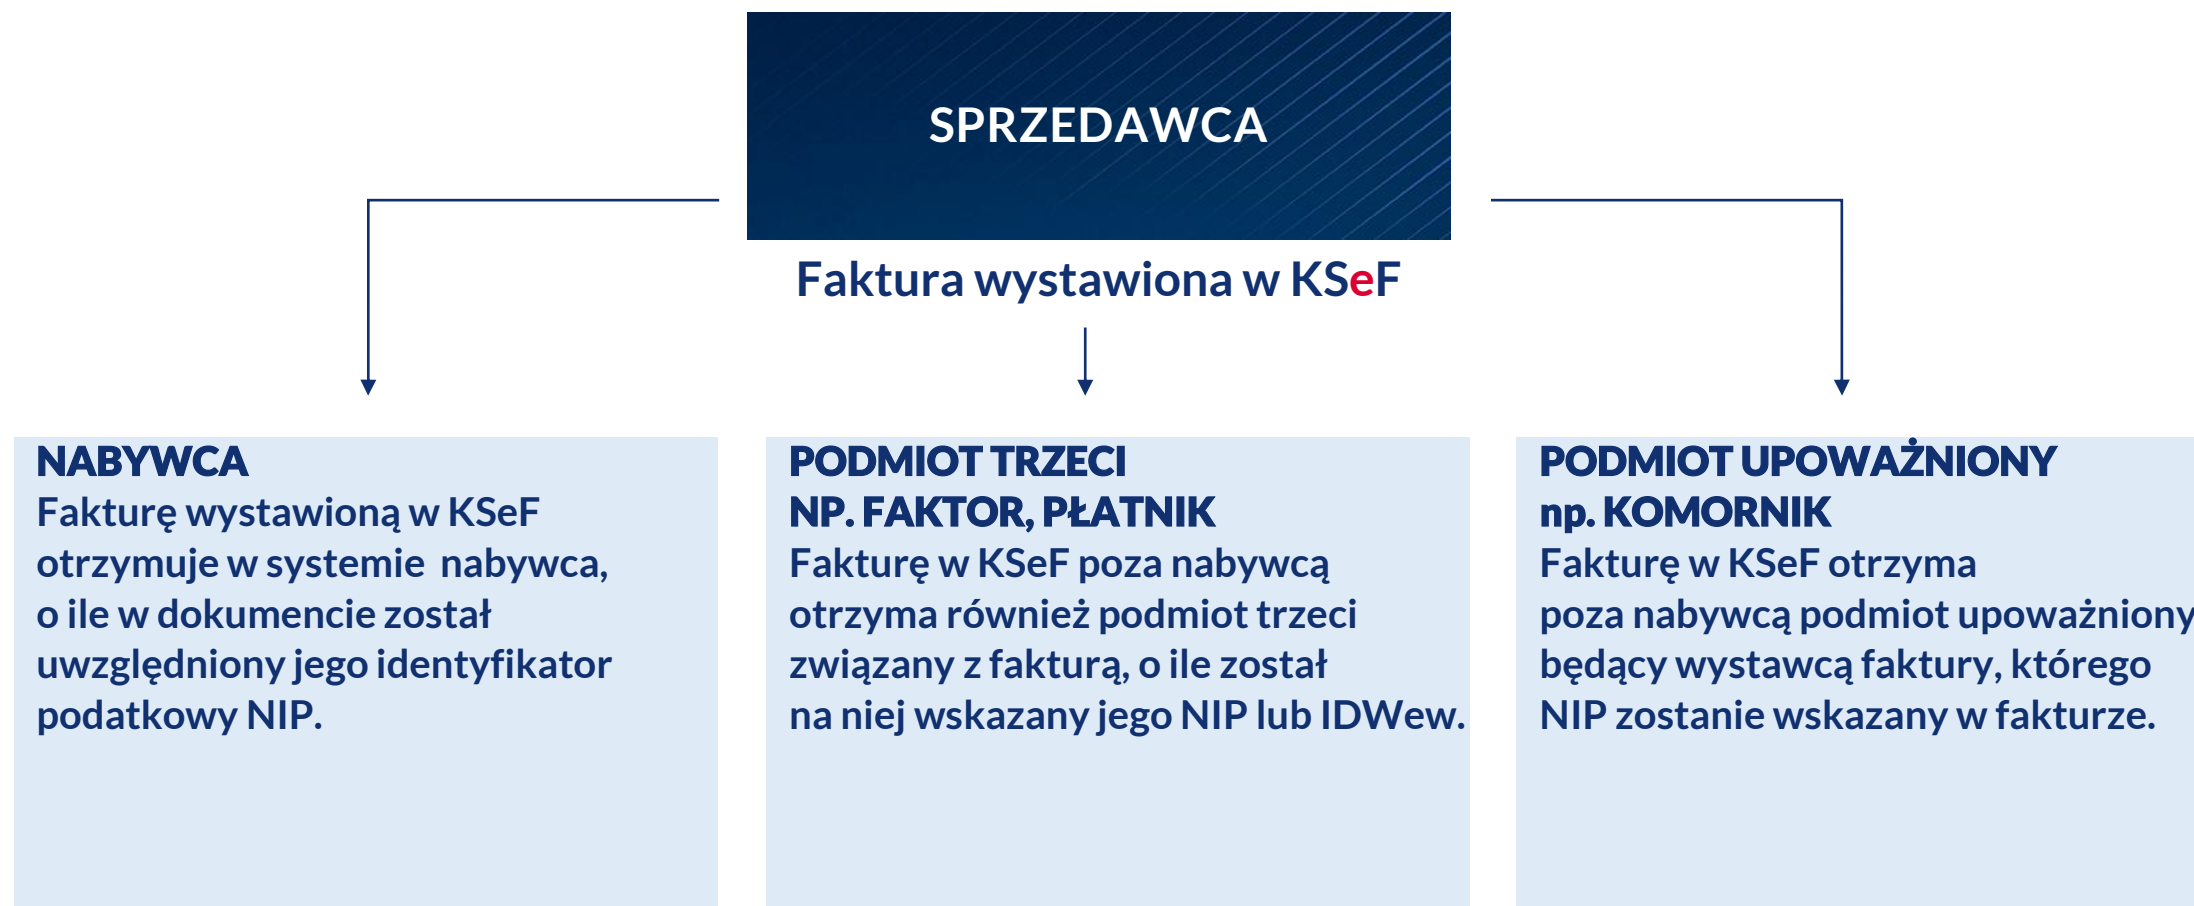 SPRZEDAWCA
Faktura wystawiona w KSeF
NABYWCA
Fakturę wystawioną w KSeF
otrzymuje w systemie  nabywca,
o ile w dokumencie został
uwzględniony jego identyfikator
podatkowy NIP.
PODMIOT TRZECI
NP. FAKTOR, PŁATNIK
Fakturę w KSeF poza nabywcą
otrzyma również podmiot trzeci
związany z fakturą, o ile został
na niej wskazany jego NIP lub IDWew.
PODMIOT UPOWAŻNIONY
np. KOMORNIK
Fakturę w KSeF otrzyma
poza nabywcą podmiot upoważniony
będący wystawcą faktury, którego
NIP zostanie wskazany w fakturze.